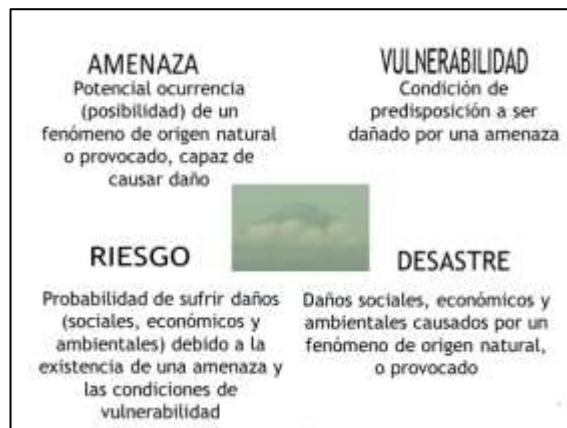 AMENAZA
Potencial ocurrencia
(posibilidad) de un
fenómeno de origen natural
o provocado, capaz de
causar daño
VULNERABILIDAD
Condición de
predisposición a ser
dañado por una amenaza
RIESGO
Probabilidad de sufrir daños
(sociales, económicos y
ambientales) debido a la
existencia de una amenaza y
las condiciones de
vulnerabilidad
DESASTRE
Daños sociales, económicos y
ambientales causados por un
fenómeno de origen natural,
o provocado